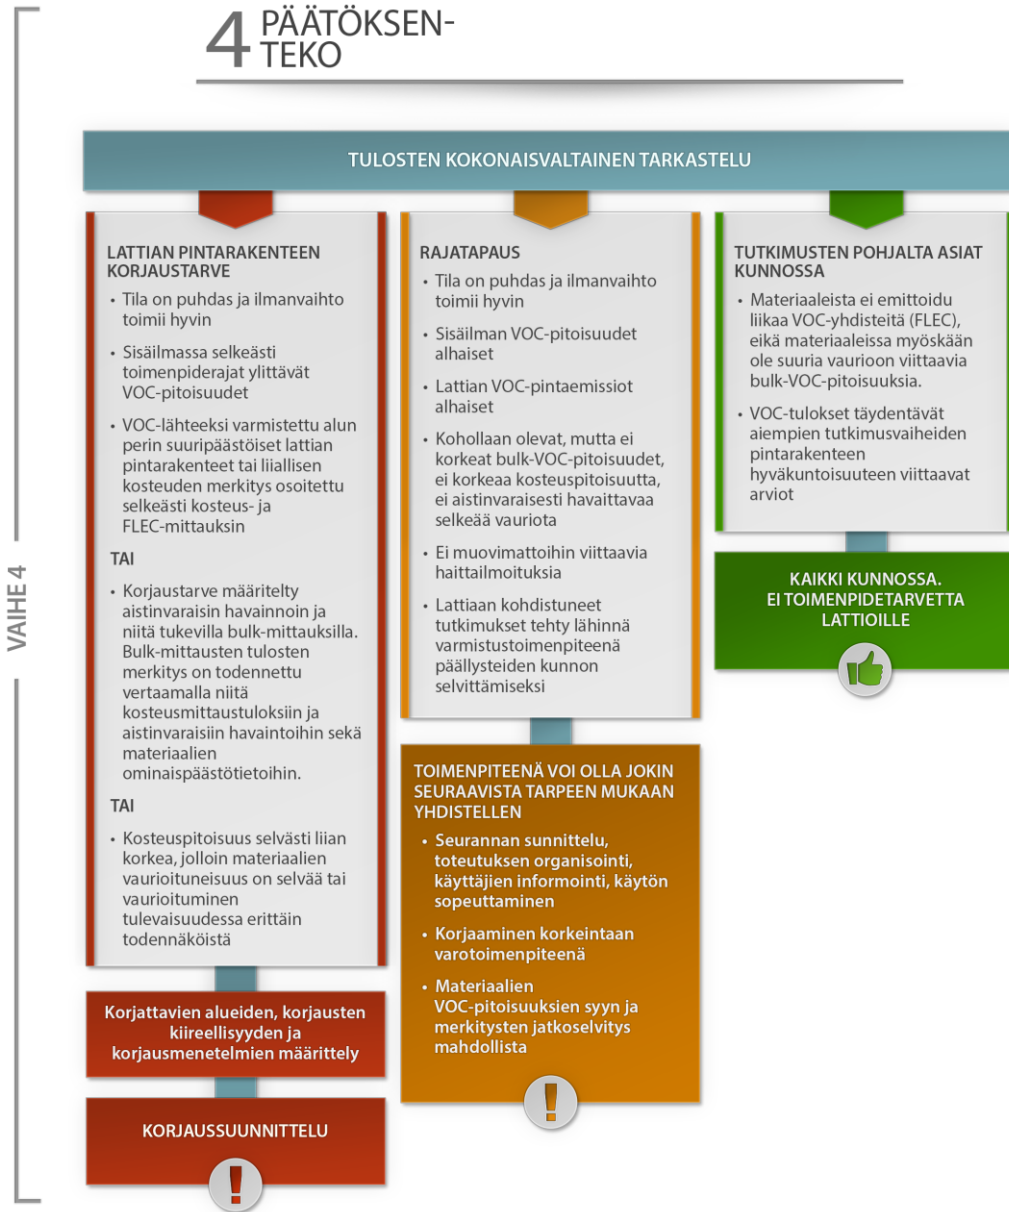 4 PÄÄTÖKSEN-
TEKO
VAIHE 4
TULOSTEN KOKONAISVALTAINEN TARKASTELU
LATTIAN PINTARAKENTEEN
KORJAUSTARVE
• Tila on puhdas ja ilmanvaihto
toimii hyvin
• Sisäilmassa selkeästi
toimenpiderajat ylittävät
VOC-pitoisuudet
• VOC-lähteeksi varmistettu alun
perin suuripäästöiset lattian
pintarakenteet tai liiallisen
kosteuden merkitys osoitettu
selkeästi kosteus- ja
FLEC-mittauksin
TAI
• Korjaustarve määritelty
aistinvaraisin havainnoin ja
niitä tukevilla bulk-mittauksilla.
Bulk-mittausten tulosten
merkitys on todennettu
vertaamalla niitä
kosteusmittaustuloksiin ja
aistinvaraisiin havaintoihin sekä
materiaalien
ominaispäästötietoihin.
TAI
• Kosteuspitoisuus selvästi liian
korkea, jolloin materiaalien
vaurioituneisuus on selvää tai
vaurioituminen
tulevaisuudessa erittäin
todennäköistä
Korjattavien alueiden, korjausten
kiireellisyyden ja
korjausmenetelmien määrittely
KORJAUSSUUNNITTELU
!
RAJATAPAUS
• Tila on puhdas ja ilmanvaihto
toimii hyvin
• Sisäilman VOC-pitoisuudet
alhaiset
• Lattian VOC-pintaemissiot
alhaiset
• Kohollaan olevat, mutta ei
korkeat bulk-VOC-pitoisuudet,
ei korkeaa kosteuspitoisuutta,
ei aistinvaraisesti havaittavaa
selkeää vauriota
• Ei muovimattoihin viittaavia
haittailmoituksia
• Lattiaan kohdistuneet
tutkimukset tehty lähinnä
varmistustoimenpiteenä
päällysteiden kunnon
selvittämiseksi
TOIMENPITEENÄ VOI OLLA JOKIN
SEURAAVISTA TARPEEN MUKAAN
YHDISTELLEN
• Seurannan sunnittelu,
toteutuksen organisointi,
käyttäjien informointi, käytön
sopeuttaminen
• Korjaaminen korkeintaan
varotoimenpiteenä
• Materiaalien
VOC-pitoisuuksien syyn ja
merkitysten jatkoselvitys
mahdollista
!
TUTKIMUSTEN POHJALTA ASIAT
KUNNOSSA
• Materiaaleista ei emittoidu
liikaa VOC-yhdisteitä (FLEC),
eikä materiaaleissa myöskään
ole suuria vaurioon viittaavia
bulk-VOC-pitoisuuksia.
• VOC-tulokset täydentävät
aiempien tutkimusvaiheiden
pintarakenteen
hyväkuntoisuuteen viittaavat
arviot
KAIKKI KUNNOSSA.
EI TOIMENPIDETARVETTA
LATTIOILLE